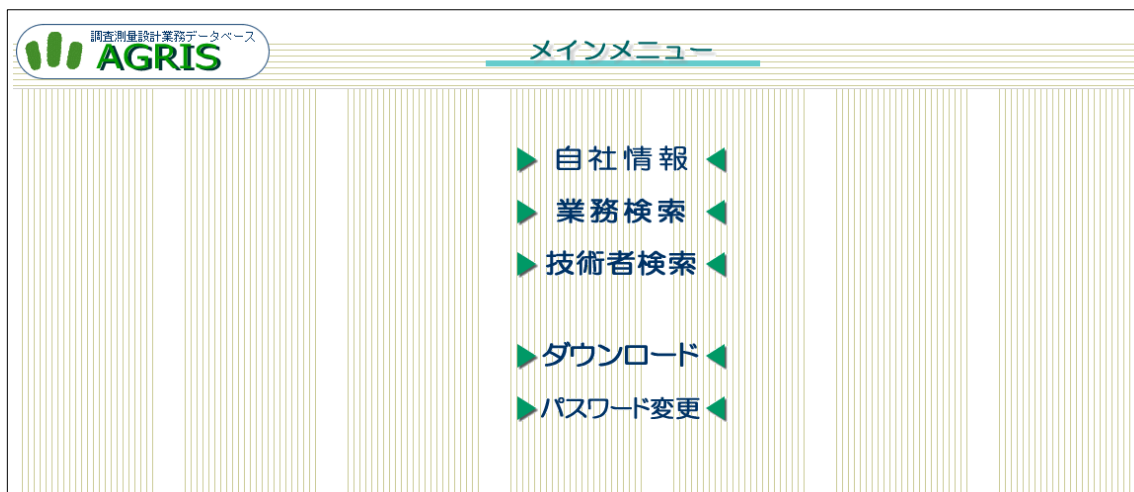 調査測量設計業務データベース
AGRIS
メインメニュー
自社情報
業務検索
技術者検索
ダウンロード
パスワード変更